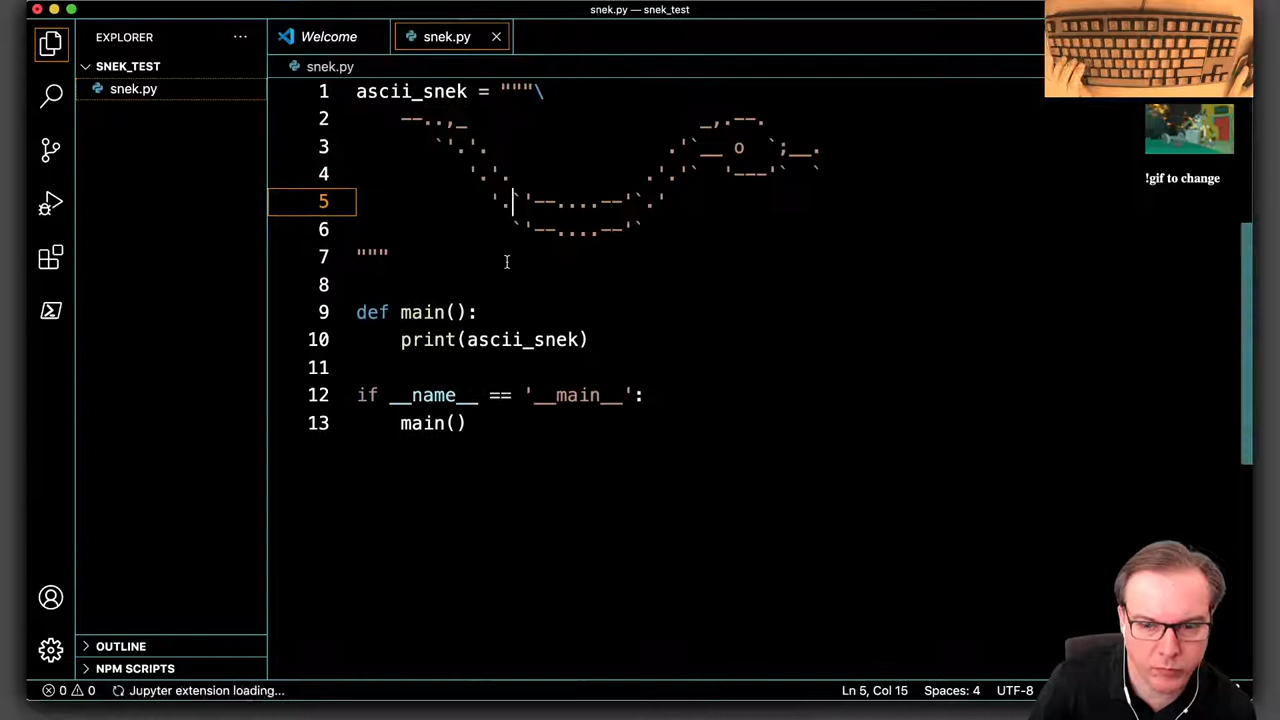 snek.py — snek_test
EXPLORER ···
Welcome
snek.py
SNEK_TEST
snek.py
snek.py
1 ascii_snek = """\
2     --..,_                     _,.--.
3        `'.'.                .'`__ o  `;__.
4           '.'.            .'.'`  '---'`  `
5             '.`'--....--'`.'
6               `'--....--'`
7 """
8
9 def main():
10     print(ascii_snek)
11
12 if __name__ == '__main__':
13     main()
!gif to change
OUTLINE
NPM SCRIPTS
0 0 Jupyter extension loading... Ln 5, Col 15 Spaces: 4 UTF-8